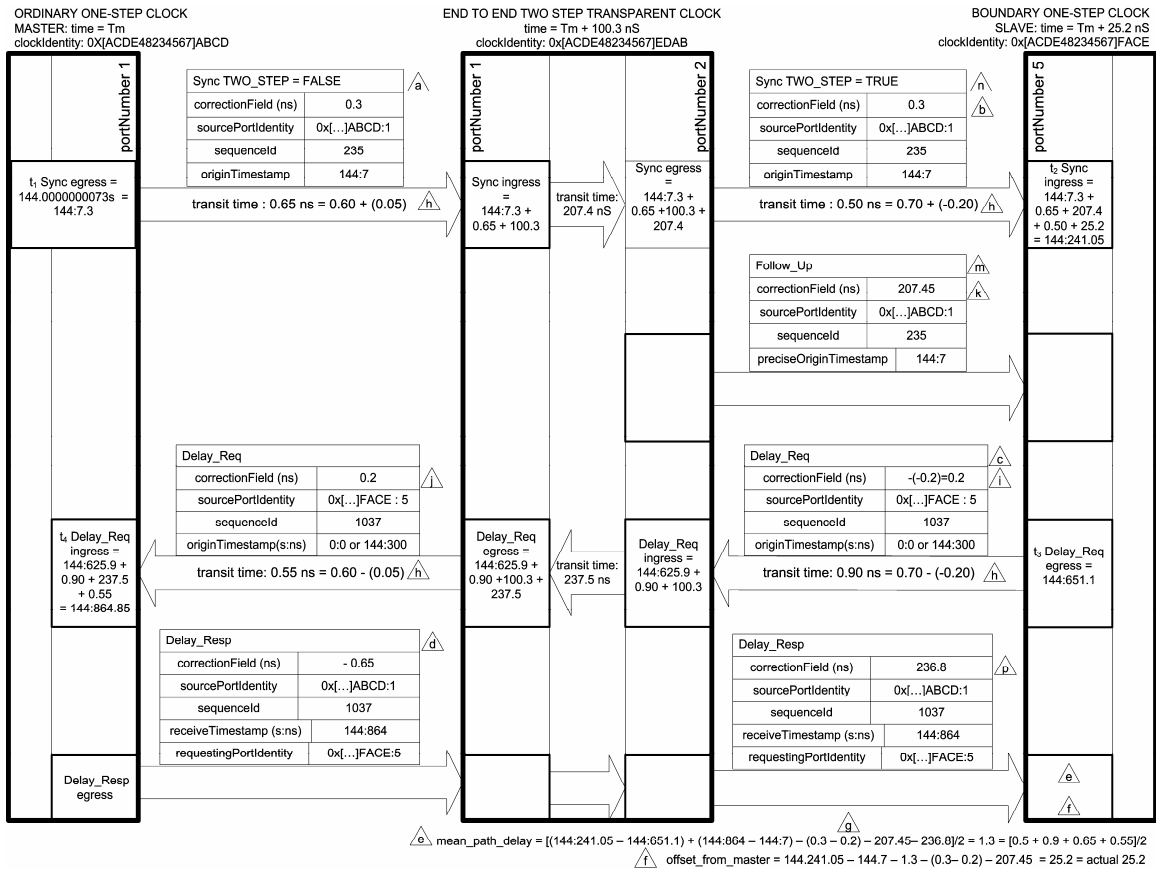 ORDINARY ONE-STEP CLOCK
MASTER: time = Tm
clockIdentity: 0X[ACDE48234567]ABCD
END TO END TWO STEP TRANSPARENT CLOCK
time = Tm + 100.3 nS
clockIdentity: 0x[ACDE48234567]EDAB
BOUNDARY ONE-STEP CLOCK
SLAVE: time = Tm + 25.2 nS
clockIdentity: 0x[ACDE48234567]FACE
portNumber 1
portNumber 1
portNumber 2
portNumber 5
Sync TWO_STEP = FALSE
a
correctionField (ns) 0.3
sourcePortIdentity 0x[...]ABCD:1
sequenceId 235
originTimestamp 144:7
Sync TWO_STEP = TRUE
n
correctionField (ns) 0.3
b
sourcePortIdentity 0x[...]ABCD:1
sequenceId 235
originTimestamp 144:7
t₁ Sync egress =
144.0000000073s =
144:7.3
transit time : 0.65 ns = 0.60 + (0.05)
h
Sync ingress
=
144:7.3 +
0.65 + 100.3
transit time:
207.4 nS
Sync egress
=
144:7.3 +
0.65 +100.3 +
207.4
transit time : 0.50 ns = 0.70 + (-0.20)
h
t₂ Sync
ingress =
144:7.3 +
0.65 + 207.4
+ 0.50 + 25.2
= 144:241.05
Follow_Up
m
correctionField (ns) 207.45
k
sourcePortIdentity 0x[...]ABCD:1
sequenceId 235
preciseOriginTimestamp 144:7
Delay_Req
correctionField (ns) 0.2
j
sourcePortIdentity 0x[...]FACE : 5
sequenceId 1037
originTimestamp(s:ns) 0:0 or 144:300
Delay_Req
c
correctionField (ns) -(-0.2)=0.2
i
sourcePortIdentity 0x[...]FACE : 5
sequenceId 1037
originTimestamp(s:ns) 0:0 or 144:300
t₄ Delay_Req
ingress =
144:625.9 +
0.90 + 237.5
+ 0.55
= 144:864.85
transit time: 0.55 ns = 0.60 - (0.05)
h
Delay_Req
egress =
144:625.9 +
0.90 +100.3 +
237.5
transit time:
237.5 ns
Delay_Req
ingress =
144:625.9 +
0.90 + 100.3
transit time: 0.90 ns = 0.70 - (-0.20)
h
t₃ Delay_Req
egress =
144:651.1
Delay_Resp
d
correctionField (ns) - 0.65
sourcePortIdentity 0x[...]ABCD:1
sequenceId 1037
receiveTimestamp (s:ns) 144:864
requestingPortIdentity 0x[...]FACE:5
Delay_Resp
correctionField (ns) 236.8
p
sourcePortIdentity 0x[...]ABCD:1
sequenceId 1037
receiveTimestamp (s:ns) 144:864
requestingPortIdentity 0x[...]FACE:5
Delay_Resp
egress
e
f
g
e mean_path_delay = [(144:241.05 – 144:651.1) + (144:864 – 144:7) – (0.3 – 0.2) – 207.45– 236.8]/2 = 1.3 = [0.5 + 0.9 + 0.65 + 0.55]/2
f offset_from_master = 144.241.05 – 144.7 – 1.3 – (0.3– 0.2) – 207.45 = 25.2 = actual 25.2